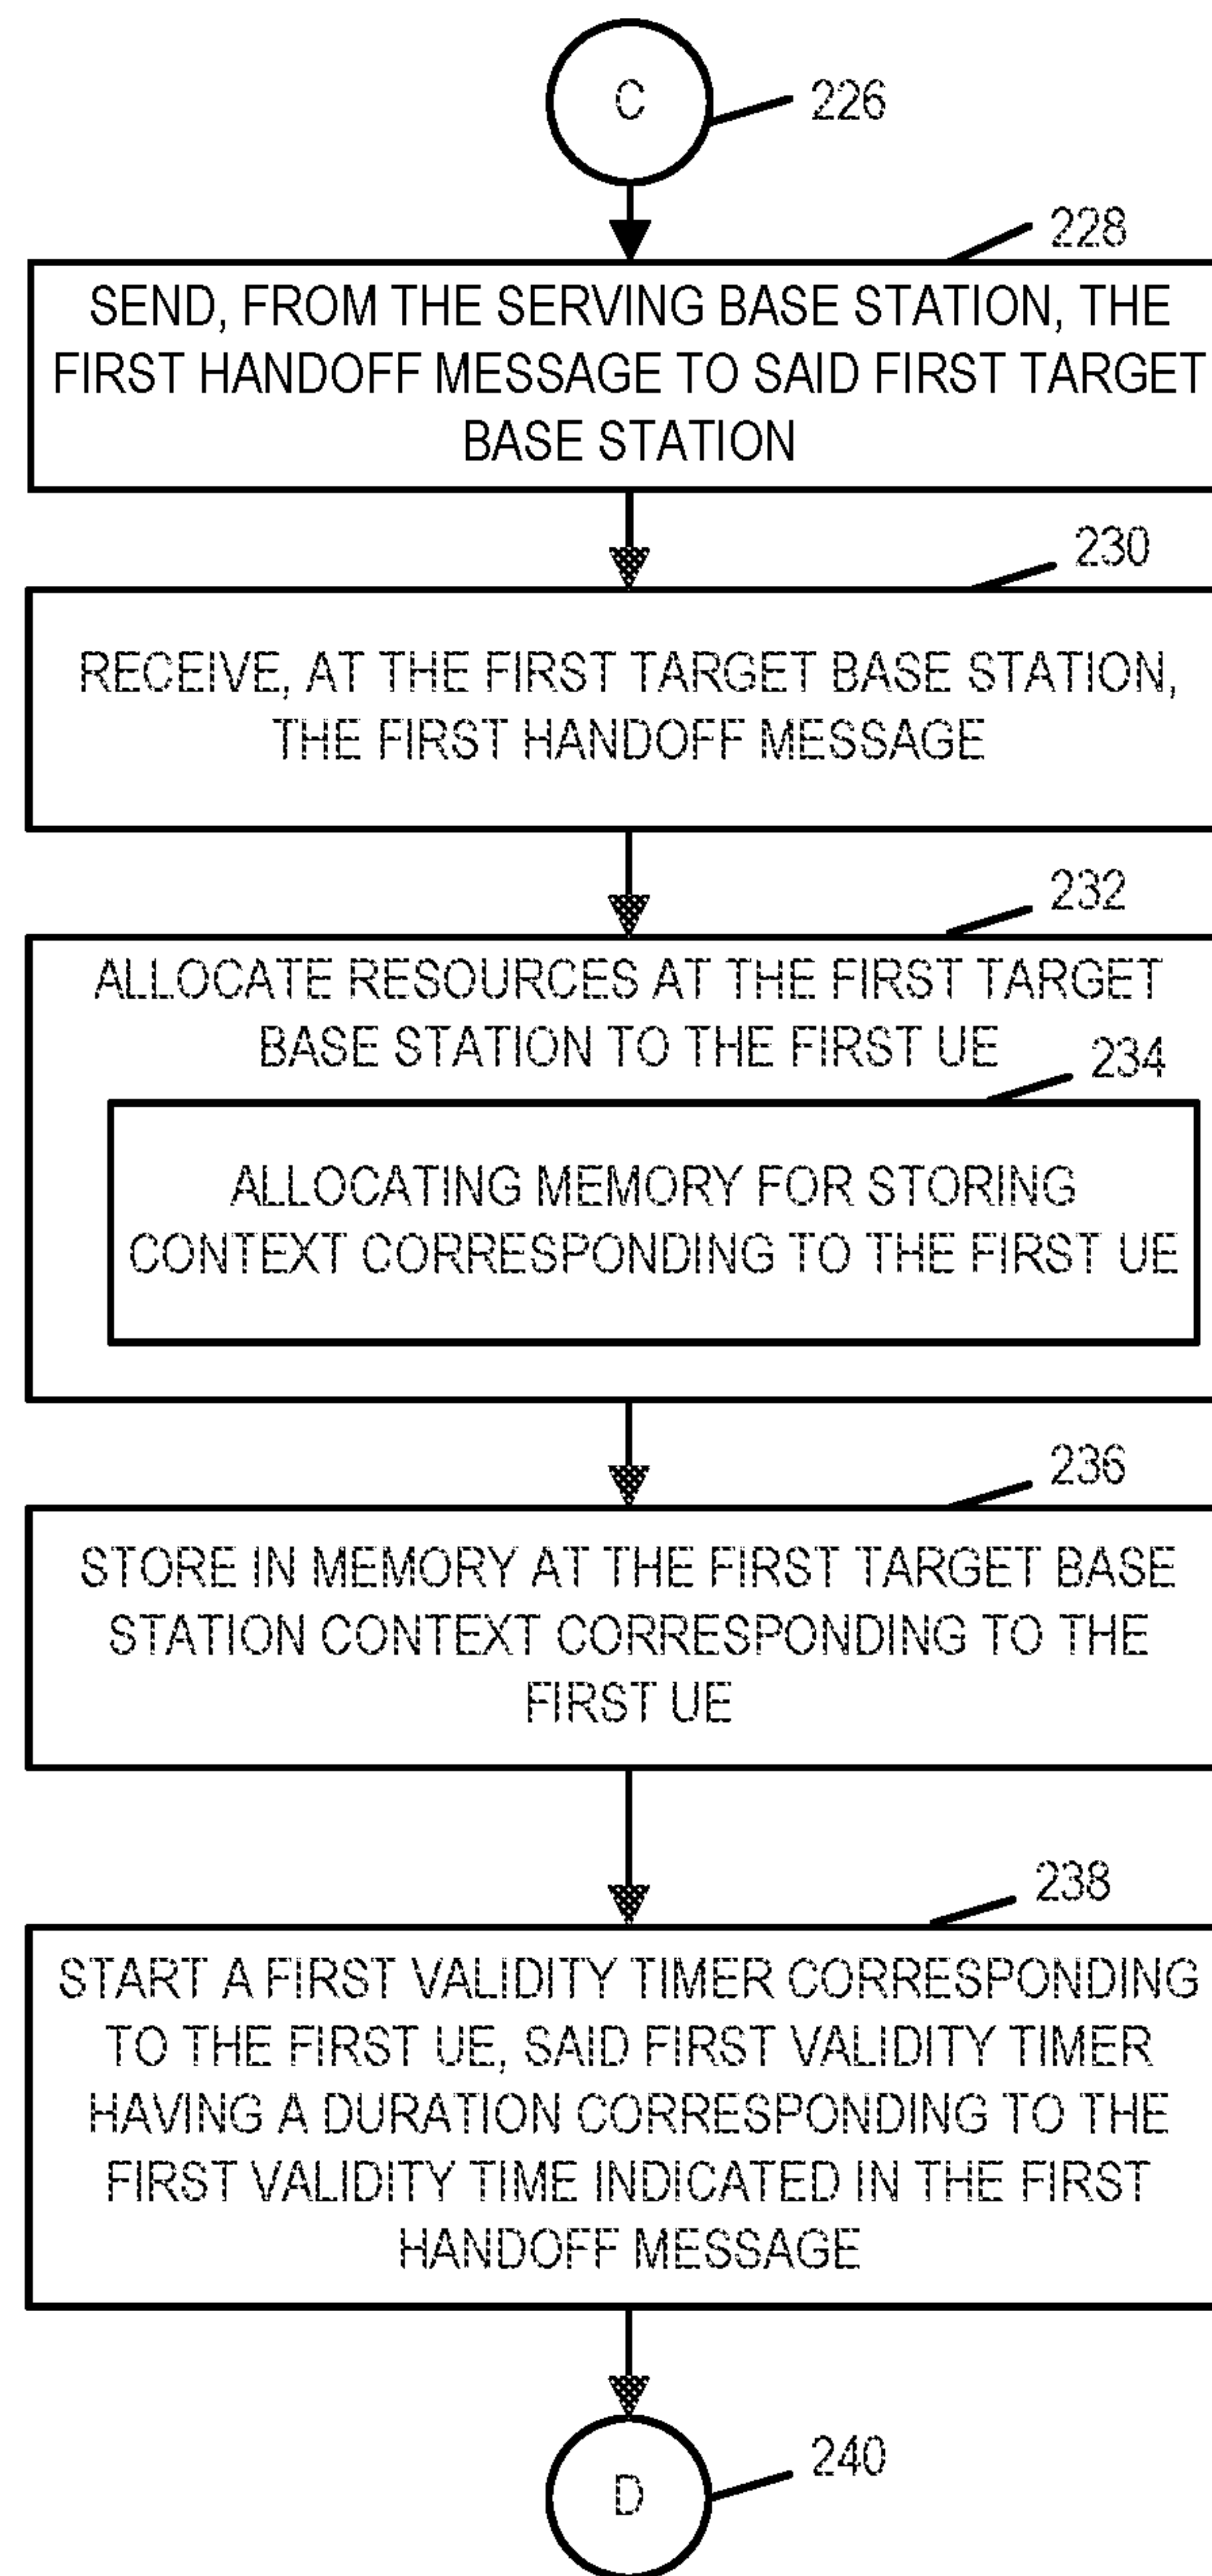 C
226
228
SEND, FROM THE SERVING BASE STATION, THE
FIRST HANDOFF MESSAGE TO SAID FIRST TARGET
BASE STATION
230
RECEIVE, AT THE FIRST TARGET BASE STATION,
THE FIRST HANDOFF MESSAGE
232
ALLOCATE RESOURCES AT THE FIRST TARGET
BASE STATION TO THE FIRST UE
234
ALLOCATING MEMORY FOR STORING
CONTEXT CORRESPONDING TO THE FIRST UE
236
STORE IN MEMORY AT THE FIRST TARGET BASE
STATION CONTEXT CORRESPONDING TO THE
FIRST UE
238
START A FIRST VALIDITY TIMER CORRESPONDING
TO THE FIRST UE, SAID FIRST VALIDITY TIMER
HAVING A DURATION CORRESPONDING TO THE
FIRST VALIDITY TIME INDICATED IN THE FIRST
HANDOFF MESSAGE
D
240